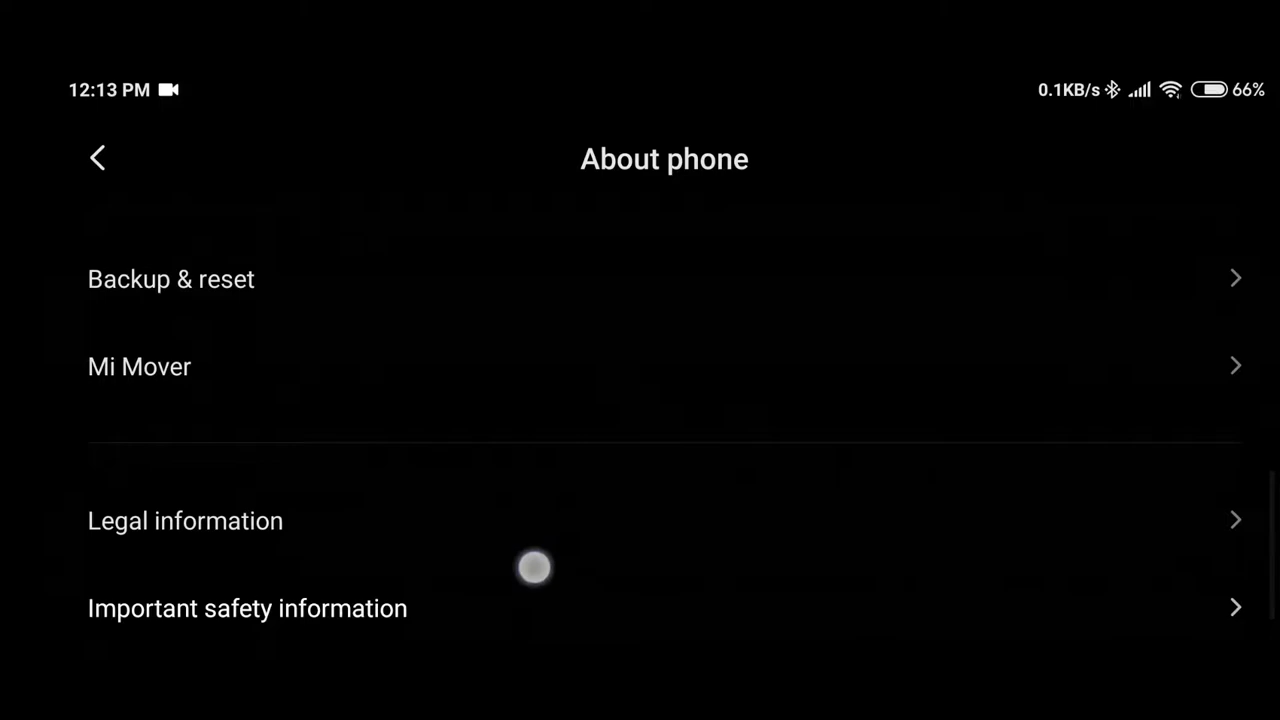 12:13 PM 0.1KB/s 66%
About phone
Backup & reset
Mi Mover
Legal information
Important safety information